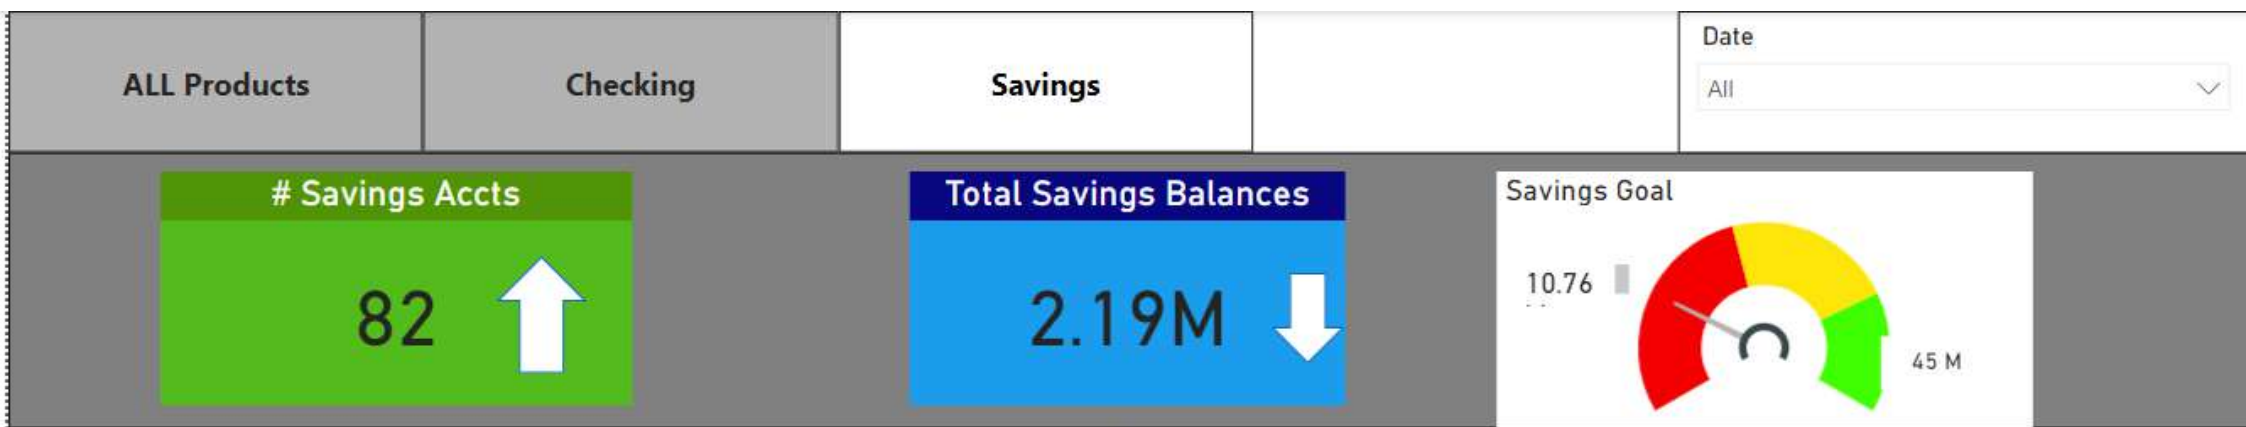 ALL Products
Checking
Savings
Date
All
# Savings Accts
82
Total Savings Balances
2.19M
Savings Goal
10.76
45 M